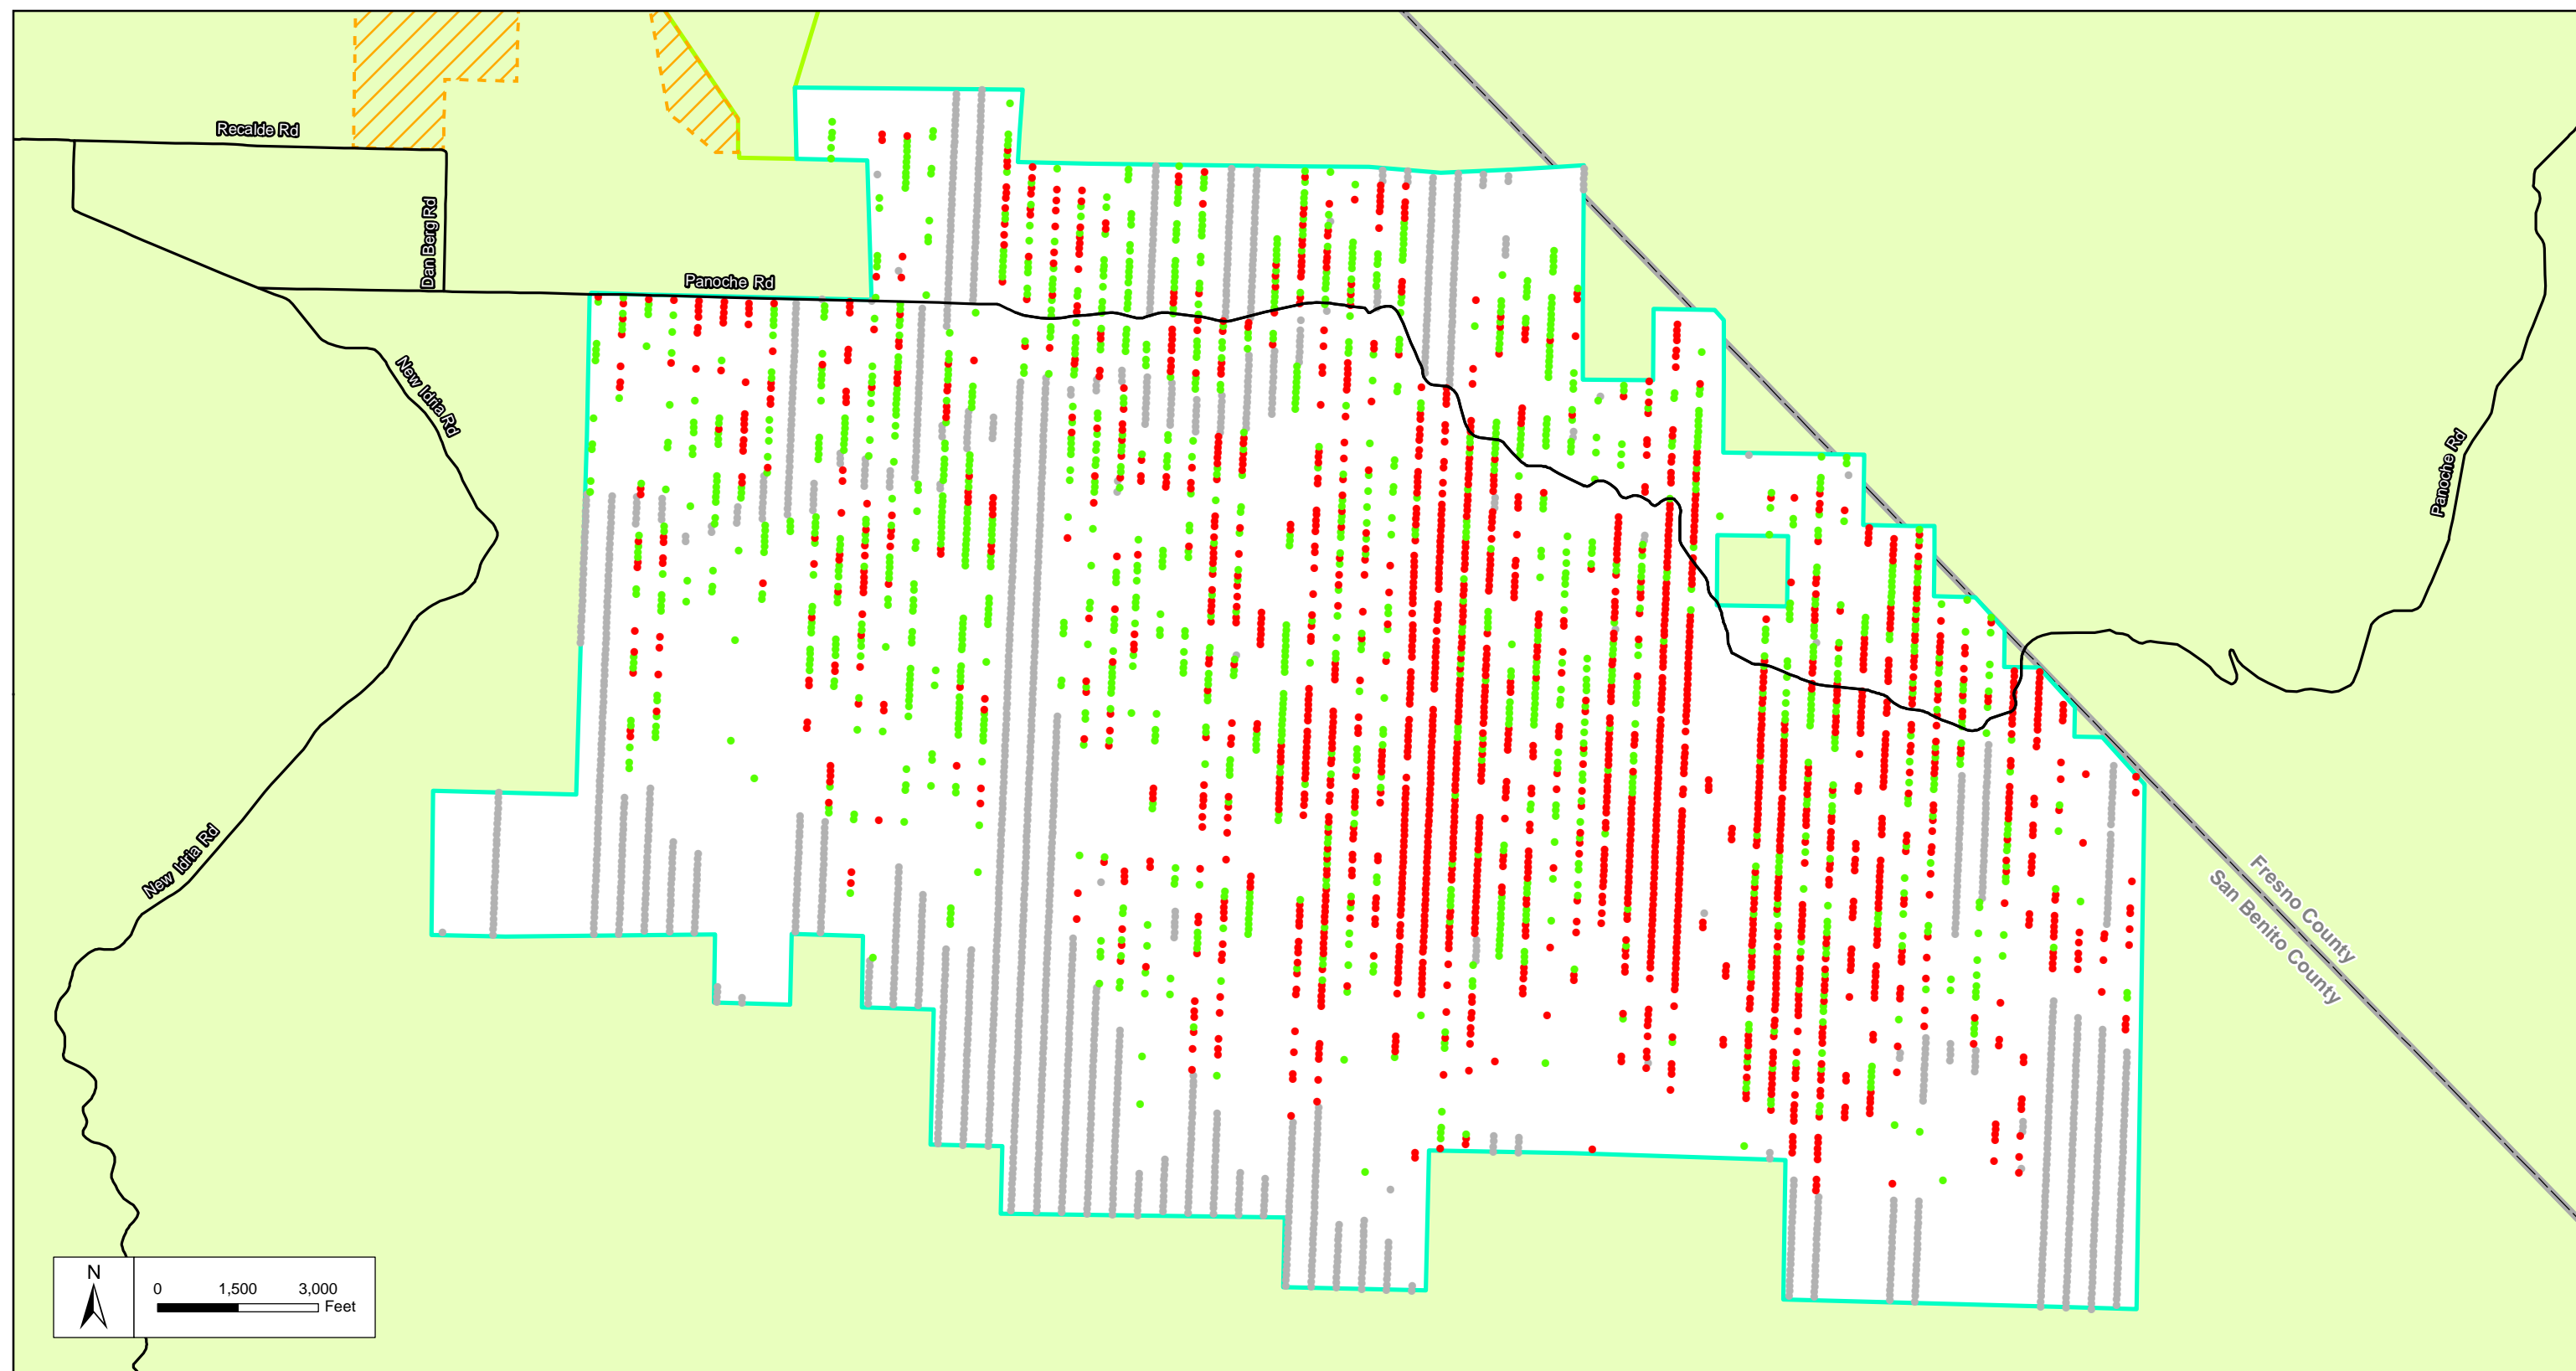 Recalde Rd
Dan Berg Rd
Panoche Rd
New Idria Rd
Panoche Rd
New Idria Rd
Fresno County
San Benito County
N
0 1,500 3,000
Feet